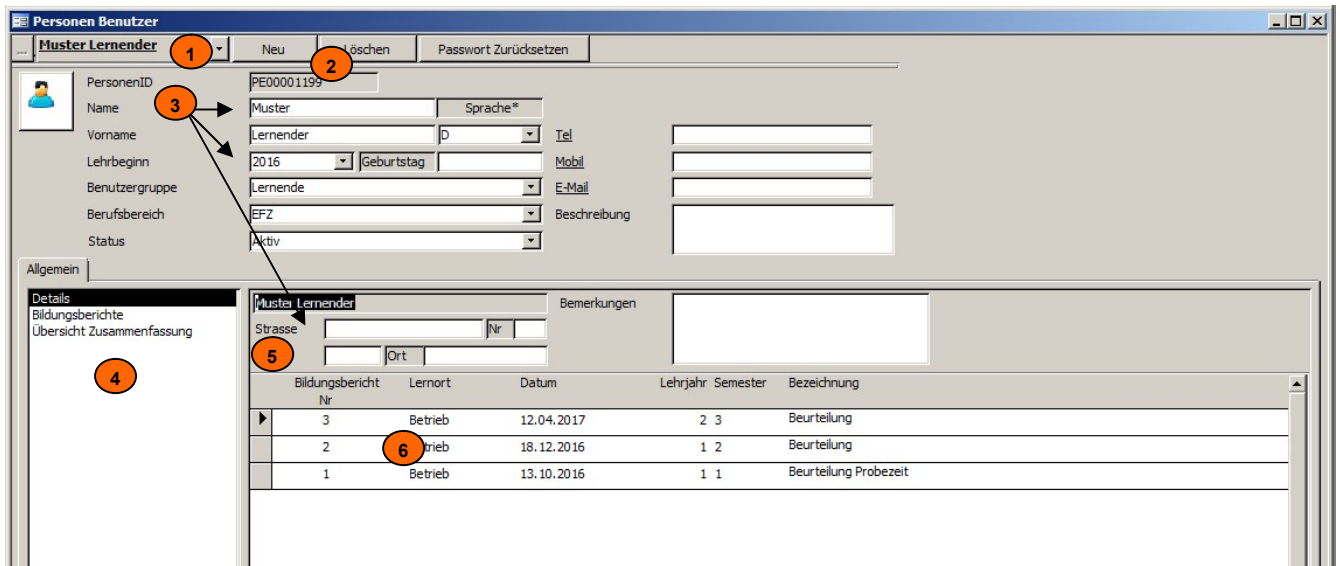 Personen Benutzer
... Muster Lernender 1 Neu Löschen Passwort Zurücksetzen
2
PersonenID PE00001199
Name 3 Muster Sprache*
Vorname Lernender D Tel
Lehrbeginn 2016 Geburtstag Mobil
Benutzergruppe Lernende E-Mail
Berufsbereich EFZ Beschreibung
Status Aktiv
Allgemein
Details
Bildungsberichte
Übersicht Zusammenfassung
4
Muster Lernender Bemerkungen
Strasse Nr
5 Ort
Bildungsbericht Nr Lernort Datum Lehrjahr Semester Bezeichnung
3 Betrieb 12.04.2017 2 3 Beurteilung
2 6 trieb 18.12.2016 1 2 Beurteilung
1 Betrieb 13.10.2016 1 1 Beurteilung Probezeit